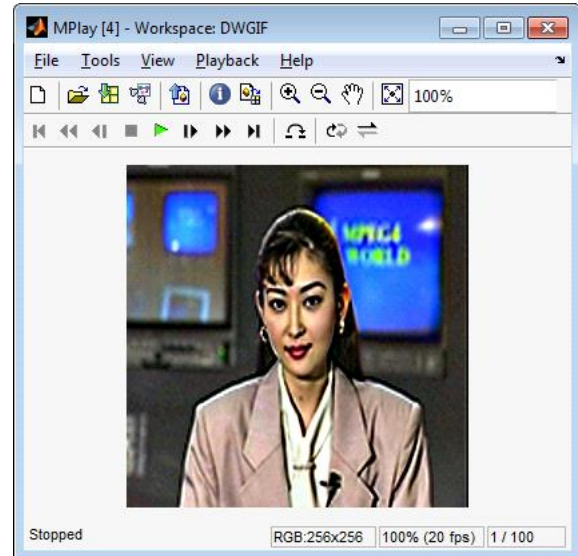 MPlay [4] - Workspace: DWGIF
File Tools View Playback Help
100%
MPEG4
WORLD
Stopped RGB:256x256 100% (20 fps) 1 / 100